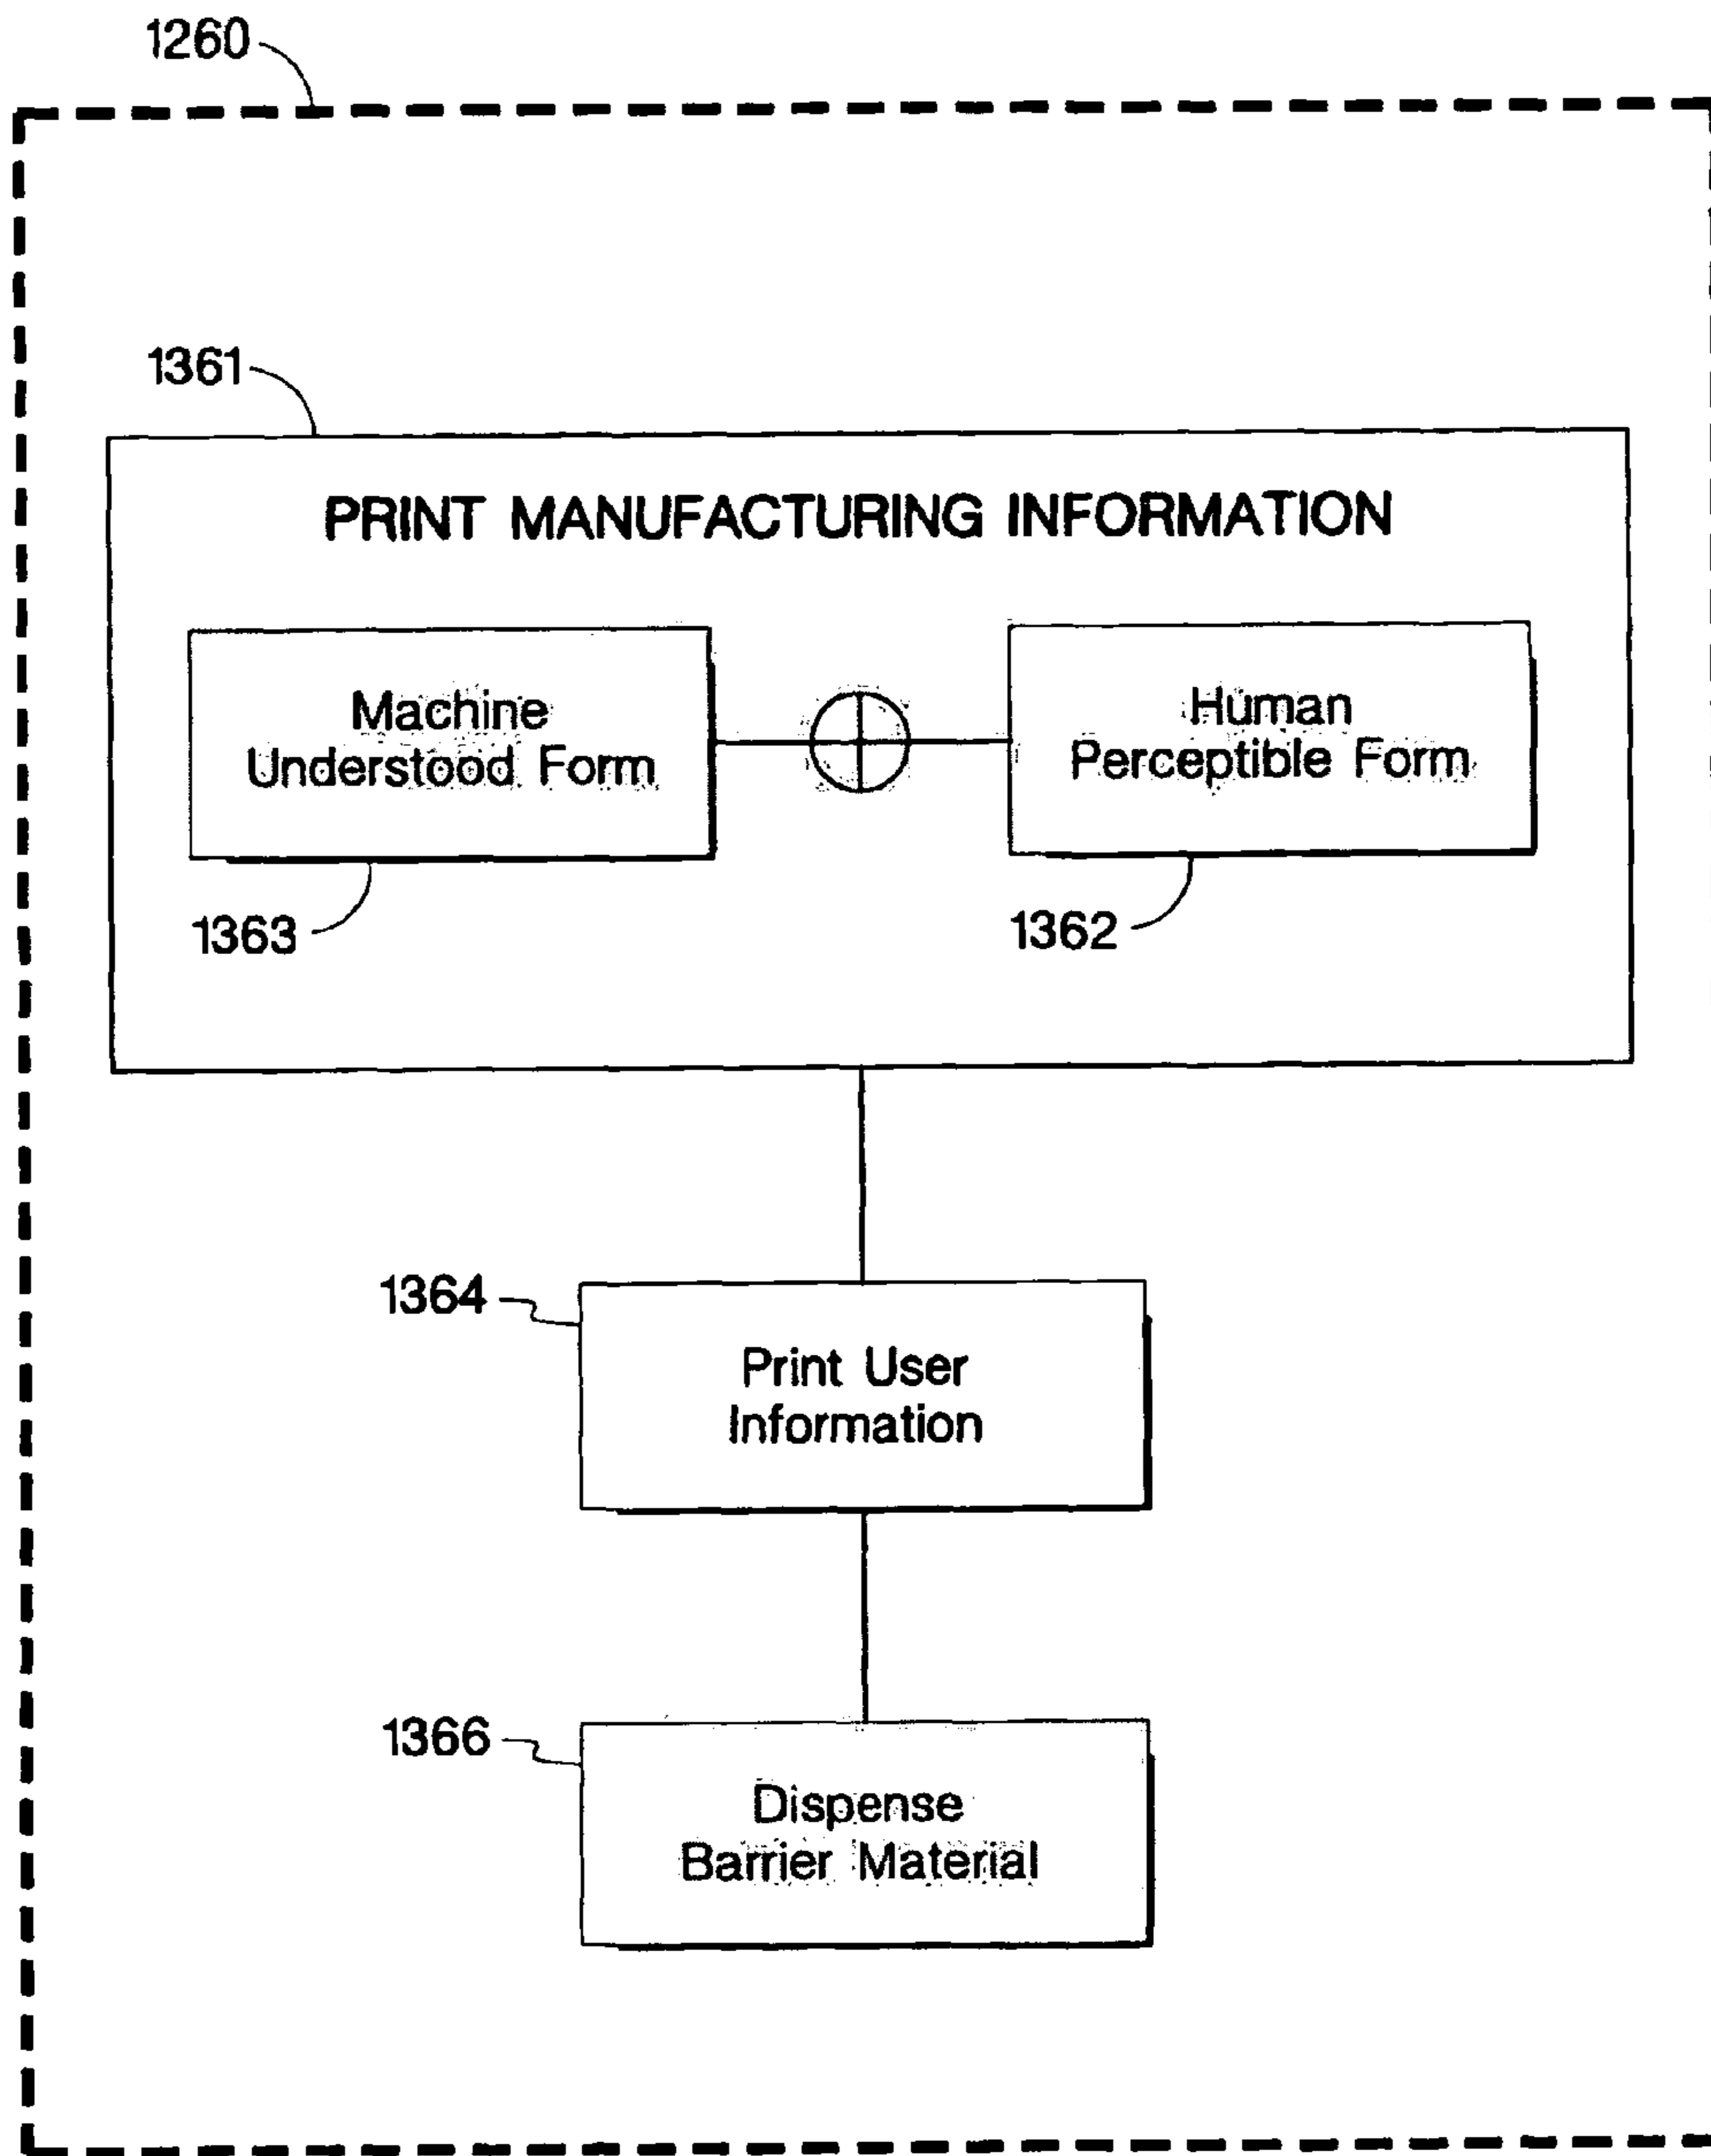 1260
1361
PRINT MANUFACTURING INFORMATION
Machine
Understood Form
Human
Perceptible Form
1363
1362
1364
Print User
Information
1366
Dispense
Barrier Material